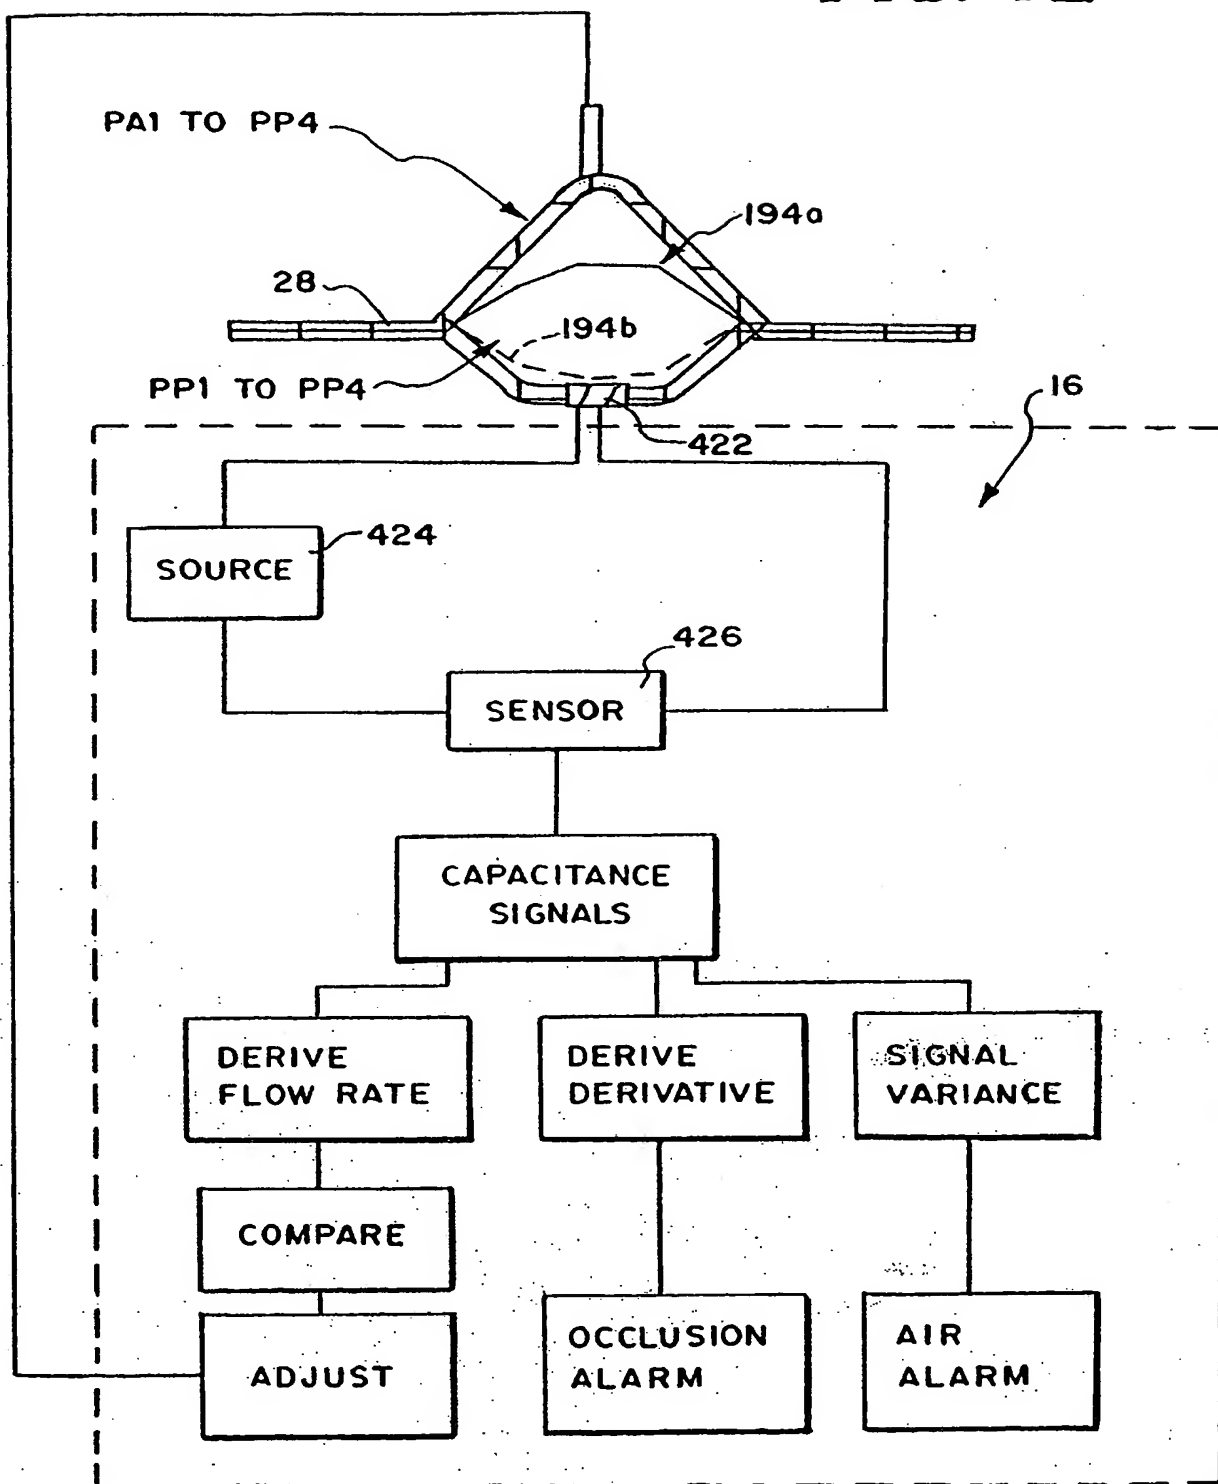 PA1 TO PP4
194a
28
194b
PP1 TO PP4
16
422
424
SOURCE
426
SENSOR
CAPACITANCE
SIGNALS
DERIVE
FLOW RATE
DERIVE
DERIVATIVE
SIGNAL
VARIANCE
COMPARE
OCCLUSION
ALARM
AIR
ALARM
ADJUST